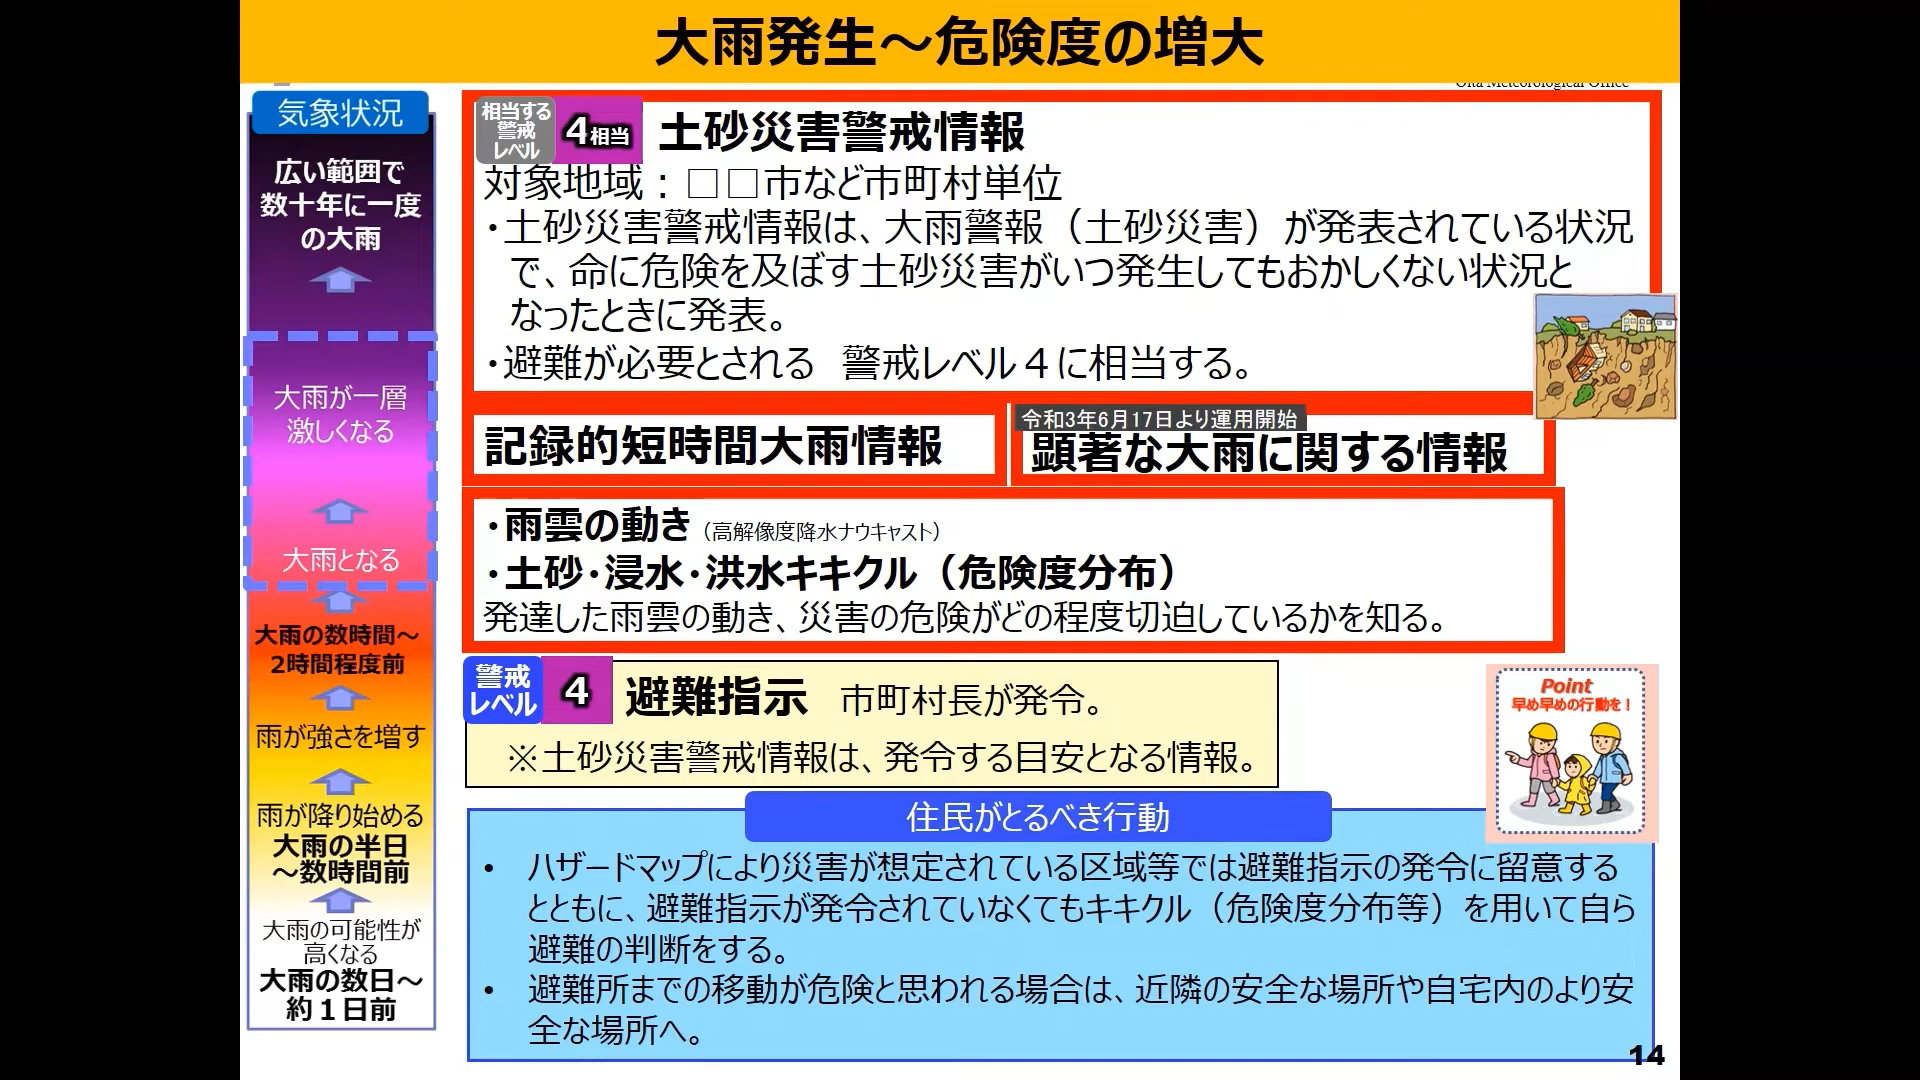 大雨発生～危険度の増大
Oita Meteorological Office
気象状況
広い範囲で
数十年に一度
の大雨
大雨が一層
激しくなる
大雨となる
大雨の数時間～
2時間程度前
雨が強さを増す
雨が降り始める
大雨の半日
～数時間前
大雨の可能性が
高くなる
大雨の数日～
約１日前
相当する
警戒
レベル
4相当
土砂災害警戒情報
対象地域：□□市など市町村単位
・土砂災害警戒情報は、大雨警報（土砂災害）が発表されている状況
で、命に危険を及ぼす土砂災害がいつ発生してもおかしくない状況と
なったときに発表。
・避難が必要とされる　警戒レベル４に相当する。
記録的短時間大雨情報
令和3年6月17日より運用開始
顕著な大雨に関する情報
・雨雲の動き（高解像度降水ナウキャスト）
・土砂・浸水・洪水キキクル（危険度分布）
発達した雨雲の動き、災害の危険がどの程度切迫しているかを知る。
警戒
レベル
4
避難指示　市町村長が発令。
※土砂災害警戒情報は、発令する目安となる情報。
Point
早め早めの行動を！
住民がとるべき行動
• ハザードマップにより災害が想定されている区域等では避難指示の発令に留意する
とともに、避難指示が発令されていなくてもキキクル（危険度分布等）を用いて自ら
避難の判断をする。
• 避難所までの移動が危険と思われる場合は、近隣の安全な場所や自宅内のより安
全な場所へ。
14